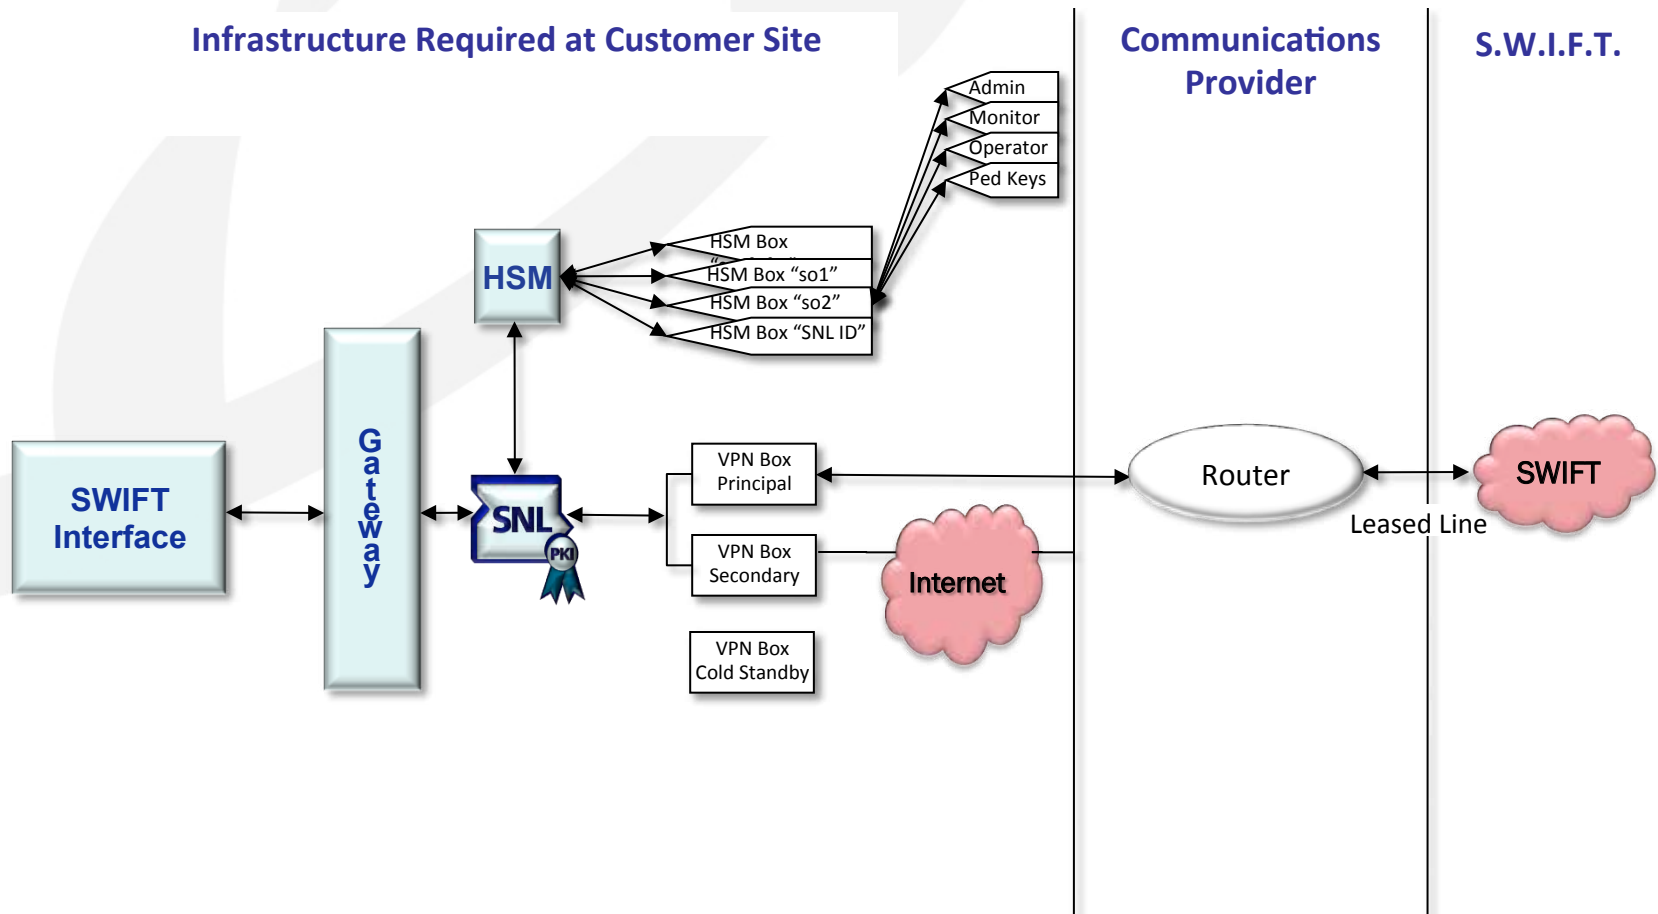 Infrastructure Required at Customer Site
Communications
Provider
S.W.I.F.T.
Admin
Monitor
Operator
Ped Keys
HSM
HSM Box
HSM Box “so1”
HSM Box “so2”
HSM Box “SNL ID”
Gateway
SWIFT
Interface
SNL
PKI
VPN Box
Principal
VPN Box
Secondary
VPN Box
Cold Standby
Internet
Router
Leased Line
SWIFT